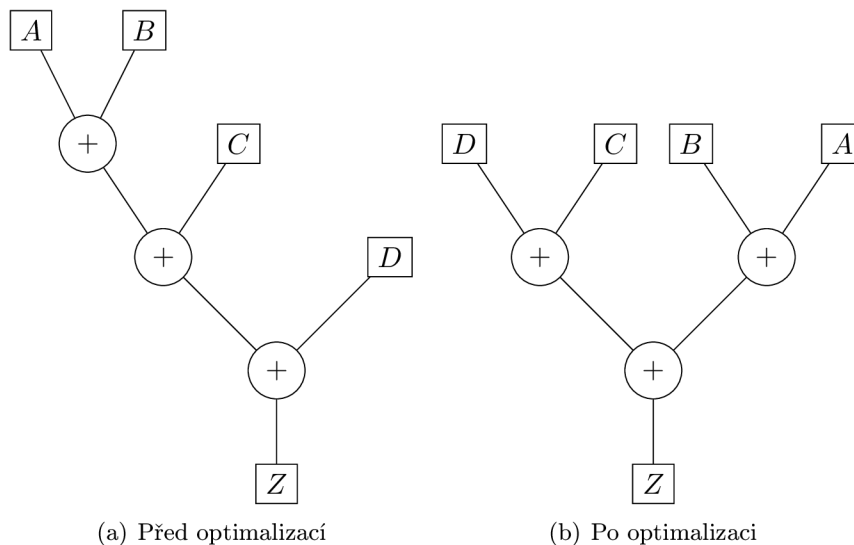 A B
+ C D C B A
+ D + +
+ +
Z Z
(a) Před optimalizací (b) Po optimalizaci